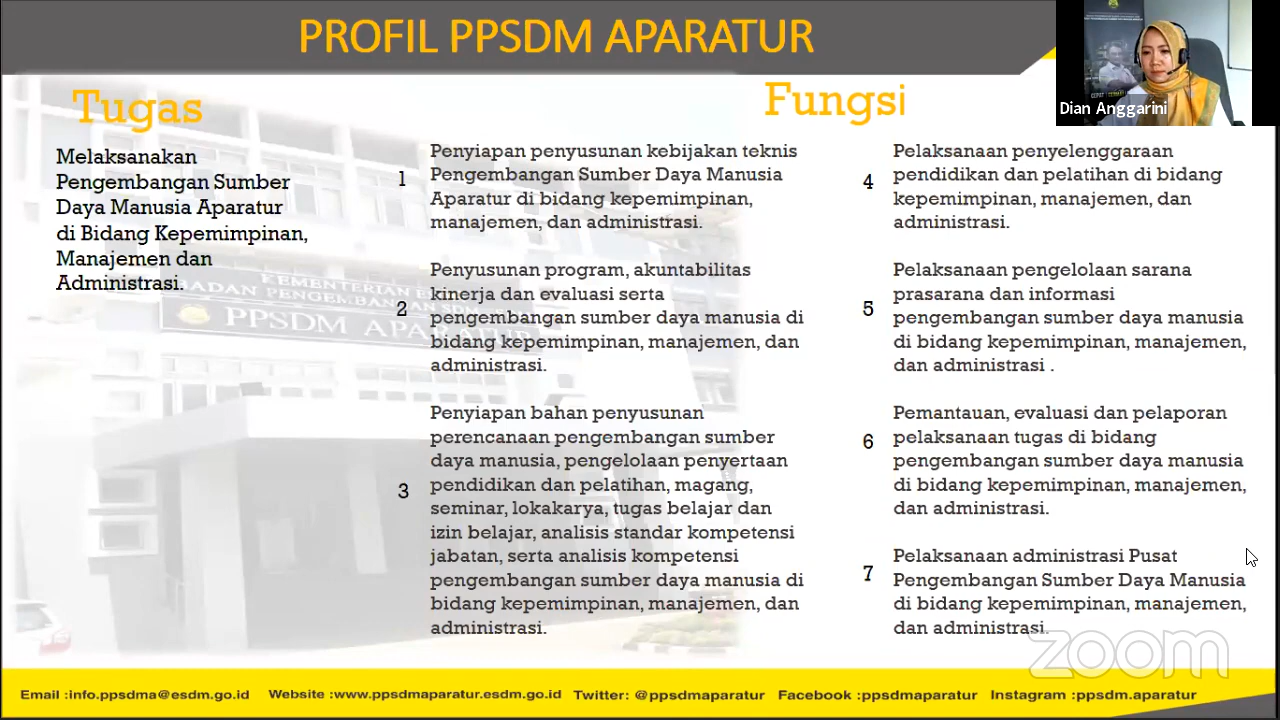 PROFIL PPSDM APARATUR
Dian Anggarini
Tugas
Melaksanakan
Pengembangan Sumber
Daya Manusia Aparatur
di Bidang Kepemimpinan,
Manajemen dan
Administrasi.
Fungsi
1
Penyiapan penyusunan kebijakan teknis
Pengembangan Sumber Daya Manusia
Aparatur di bidang kepemimpinan,
manajemen, dan administrasi.
2
Penyusunan program, akuntabilitas
kinerja dan evaluasi serta
pengembangan sumber daya manusia di
bidang kepemimpinan, manajemen, dan
administrasi.
3
Penyiapan bahan penyusunan
perencanaan pengembangan sumber
daya manusia, pengelolaan penyertaan
pendidikan dan pelatihan, magang,
seminar, lokakarya, tugas belajar dan
izin belajar, analisis standar kompetensi
jabatan, serta analisis kompetensi
pengembangan sumber daya manusia di
bidang kepemimpinan, manajemen, dan
administrasi.
4
Pelaksanaan penyelenggaraan
pendidikan dan pelatihan di bidang
kepemimpinan, manajemen, dan
administrasi.
5
Pelaksanaan pengelolaan sarana
prasarana dan informasi
pengembangan sumber daya manusia
di bidang kepemimpinan, manajemen,
dan administrasi .
6
Pemantauan, evaluasi dan pelaporan
pelaksanaan tugas di bidang
pengembangan sumber daya manusia
di bidang kepemimpinan, manajemen,
dan administrasi.
7
Pelaksanaan administrasi Pusat
Pengembangan Sumber Daya Manusia
di bidang kepemimpinan, manajemen,
dan administrasi.
KEMENTERIAN
BADAN PENGEMBANGAN SDM
PPSDM APARATUR
zoom
Email :info.ppsdma@esdm.go.id Website :www.ppsdmaparatur.esdm.go.id Twitter: @ppsdmaparatur Facebook :ppsdmaparatur Instagram :ppsdm.aparatur